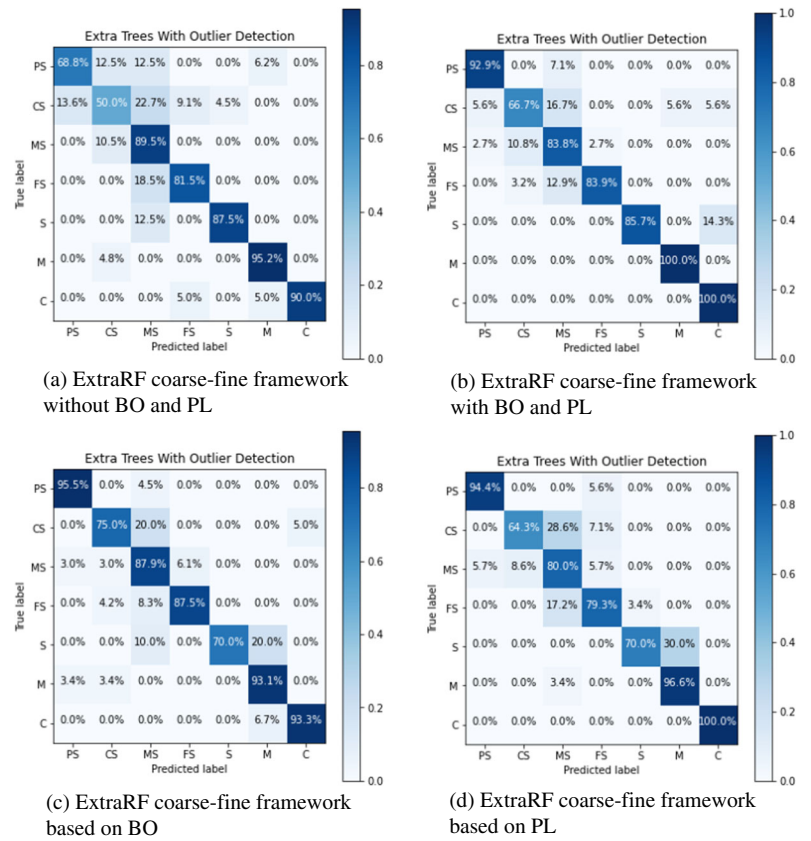 Extra Trees With Outlier Detection
PS 68.8% 12.5% 12.5% 0.0% 0.0% 6.2% 0.0%
CS 13.6% 50.0% 22.7% 9.1% 4.5% 0.0% 0.0%
MS 0.0% 10.5% 89.5% 0.0% 0.0% 0.0% 0.0%
FS 0.0% 0.0% 18.5% 81.5% 0.0% 0.0% 0.0%
S 0.0% 0.0% 12.5% 0.0% 87.5% 0.0% 0.0%
M 0.0% 4.8% 0.0% 0.0% 0.0% 95.2% 0.0%
C 0.0% 0.0% 0.0% 5.0% 0.0% 5.0% 90.0%
PS CS MS FS S M C
Predicted label
True label
0.8
0.6
0.4
0.2
0.0
(a) ExtraRF coarse-fine framework
without BO and PL
Extra Trees With Outlier Detection
PS 92.9% 0.0% 7.1% 0.0% 0.0% 0.0% 0.0%
CS 5.6% 66.7% 16.7% 0.0% 0.0% 5.6% 5.6%
MS 2.7% 10.8% 83.8% 2.7% 0.0% 0.0% 0.0%
FS 0.0% 3.2% 12.9% 83.9% 0.0% 0.0% 0.0%
S 0.0% 0.0% 0.0% 0.0% 85.7% 0.0% 14.3%
M 0.0% 0.0% 0.0% 0.0% 0.0% 100.0% 0.0%
C 0.0% 0.0% 0.0% 0.0% 0.0% 0.0% 100.0%
PS CS MS FS S M C
Predicted label
True label
1.0
0.8
0.6
0.4
0.2
0.0
(b) ExtraRF coarse-fine framework
with BO and PL
Extra Trees With Outlier Detection
PS 95.5% 0.0% 4.5% 0.0% 0.0% 0.0% 0.0%
CS 0.0% 75.0% 20.0% 0.0% 0.0% 0.0% 5.0%
MS 3.0% 3.0% 87.9% 6.1% 0.0% 0.0% 0.0%
FS 0.0% 4.2% 8.3% 87.5% 0.0% 0.0% 0.0%
S 0.0% 0.0% 10.0% 0.0% 70.0% 20.0% 0.0%
M 3.4% 3.4% 0.0% 0.0% 0.0% 93.1% 0.0%
C 0.0% 0.0% 0.0% 0.0% 0.0% 6.7% 93.3%
PS CS MS FS S M C
Predicted label
True label
0.8
0.6
0.4
0.2
0.0
(c) ExtraRF coarse-fine framework
based on BO
Extra Trees With Outlier Detection
PS 94.4% 0.0% 0.0% 5.6% 0.0% 0.0% 0.0%
CS 0.0% 64.3% 28.6% 7.1% 0.0% 0.0% 0.0%
MS 5.7% 8.6% 80.0% 5.7% 0.0% 0.0% 0.0%
FS 0.0% 0.0% 17.2% 79.3% 3.4% 0.0% 0.0%
S 0.0% 0.0% 0.0% 0.0% 70.0% 30.0% 0.0%
M 0.0% 0.0% 3.4% 0.0% 0.0% 96.6% 0.0%
C 0.0% 0.0% 0.0% 0.0% 0.0% 0.0% 100.0%
PS CS MS FS S M C
Predicted label
True label
1.0
0.8
0.6
0.4
0.2
0.0
(d) ExtraRF coarse-fine framework
based on PL